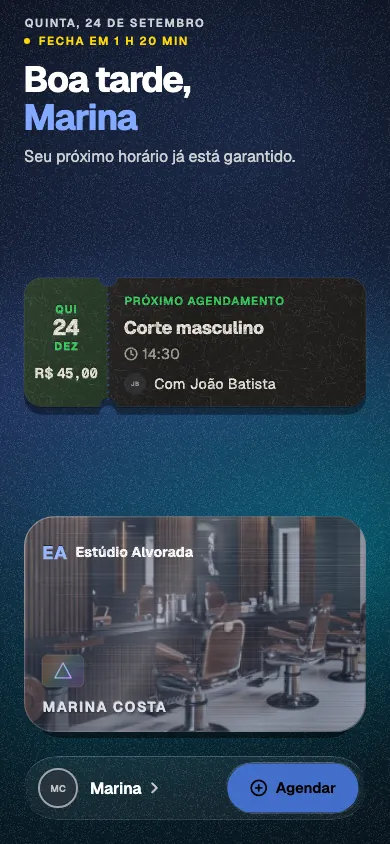 QUINTA, 24 DE SETEMBRO
FECHA EM 1 H 20 MIN
Boa tarde,
Marina
Seu próximo horário já está garantido.
QUI
24
DEZ
R$ 45,00
PRÓXIMO AGENDAMENTO
Corte masculino
14:30
JB
Com João Batista
EA Estúdio Alvorada
MARINA COSTA
MC
Marina
Agendar